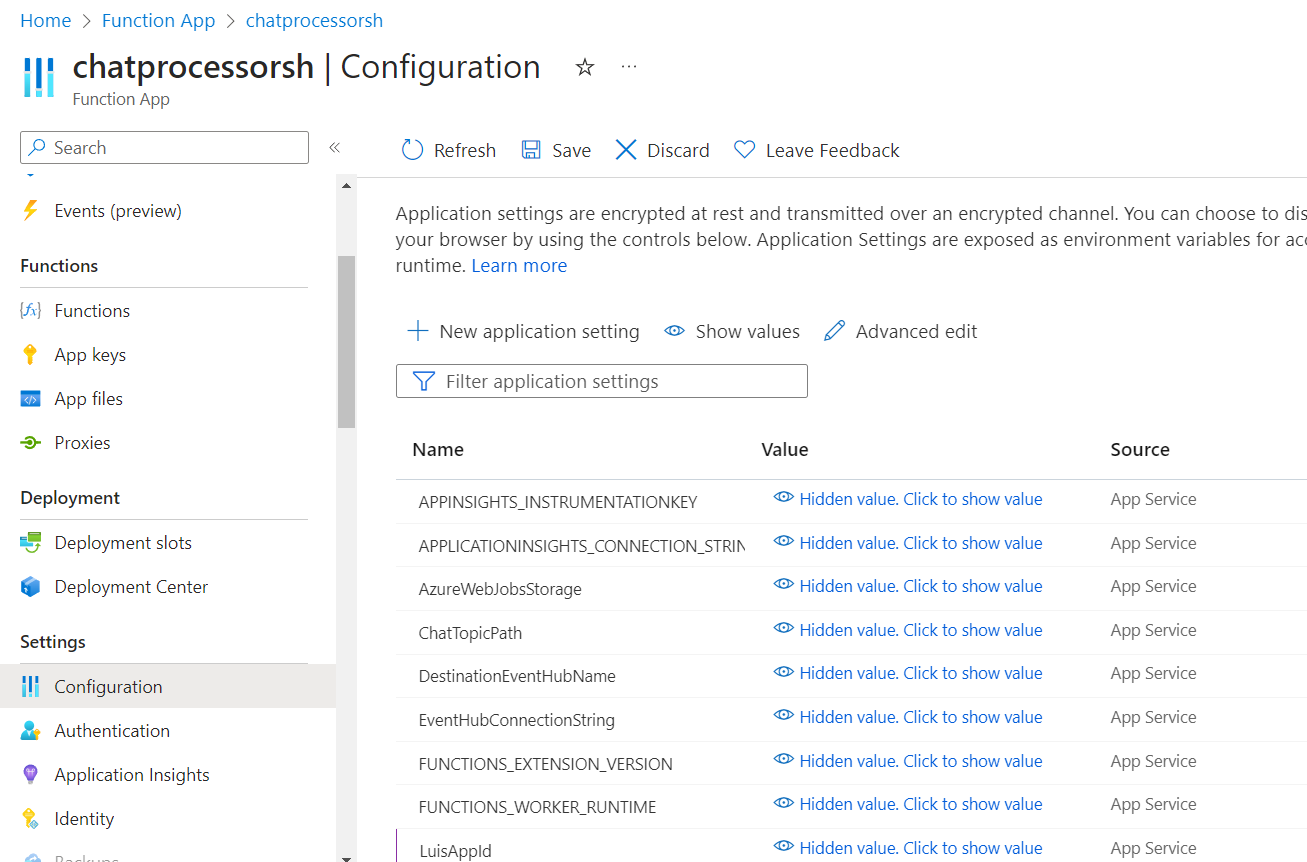 Home > Function App > chatprocessorsh
chatprocessorsh | Configuration ☆ ...
Function App
Search «
Refresh Save Discard Leave Feedback
Events (preview)
Functions
Functions
App keys
App files
Proxies
Deployment
Deployment slots
Deployment Center
Settings
Configuration
Authentication
Application Insights
Identity
Backups
Application settings are encrypted at rest and transmitted over an encrypted channel. You can choose to dis
your browser by using the controls below. Application Settings are exposed as environment variables for acc
runtime. Learn more
New application setting Show values Advanced edit
Filter application settings
Name Value Source
APPINSIGHTS_INSTRUMENTATIONKEY Hidden value. Click to show value App Service
APPLICATIONINSIGHTS_CONNECTION_STRIN Hidden value. Click to show value App Service
AzureWebJobsStorage Hidden value. Click to show value App Service
ChatTopicPath Hidden value. Click to show value App Service
DestinationEventHubName Hidden value. Click to show value App Service
EventHubConnectionString Hidden value. Click to show value App Service
FUNCTIONS_EXTENSION_VERSION Hidden value. Click to show value App Service
FUNCTIONS_WORKER_RUNTIME Hidden value. Click to show value App Service
LuisAppId Hidden value. Click to show value App Service